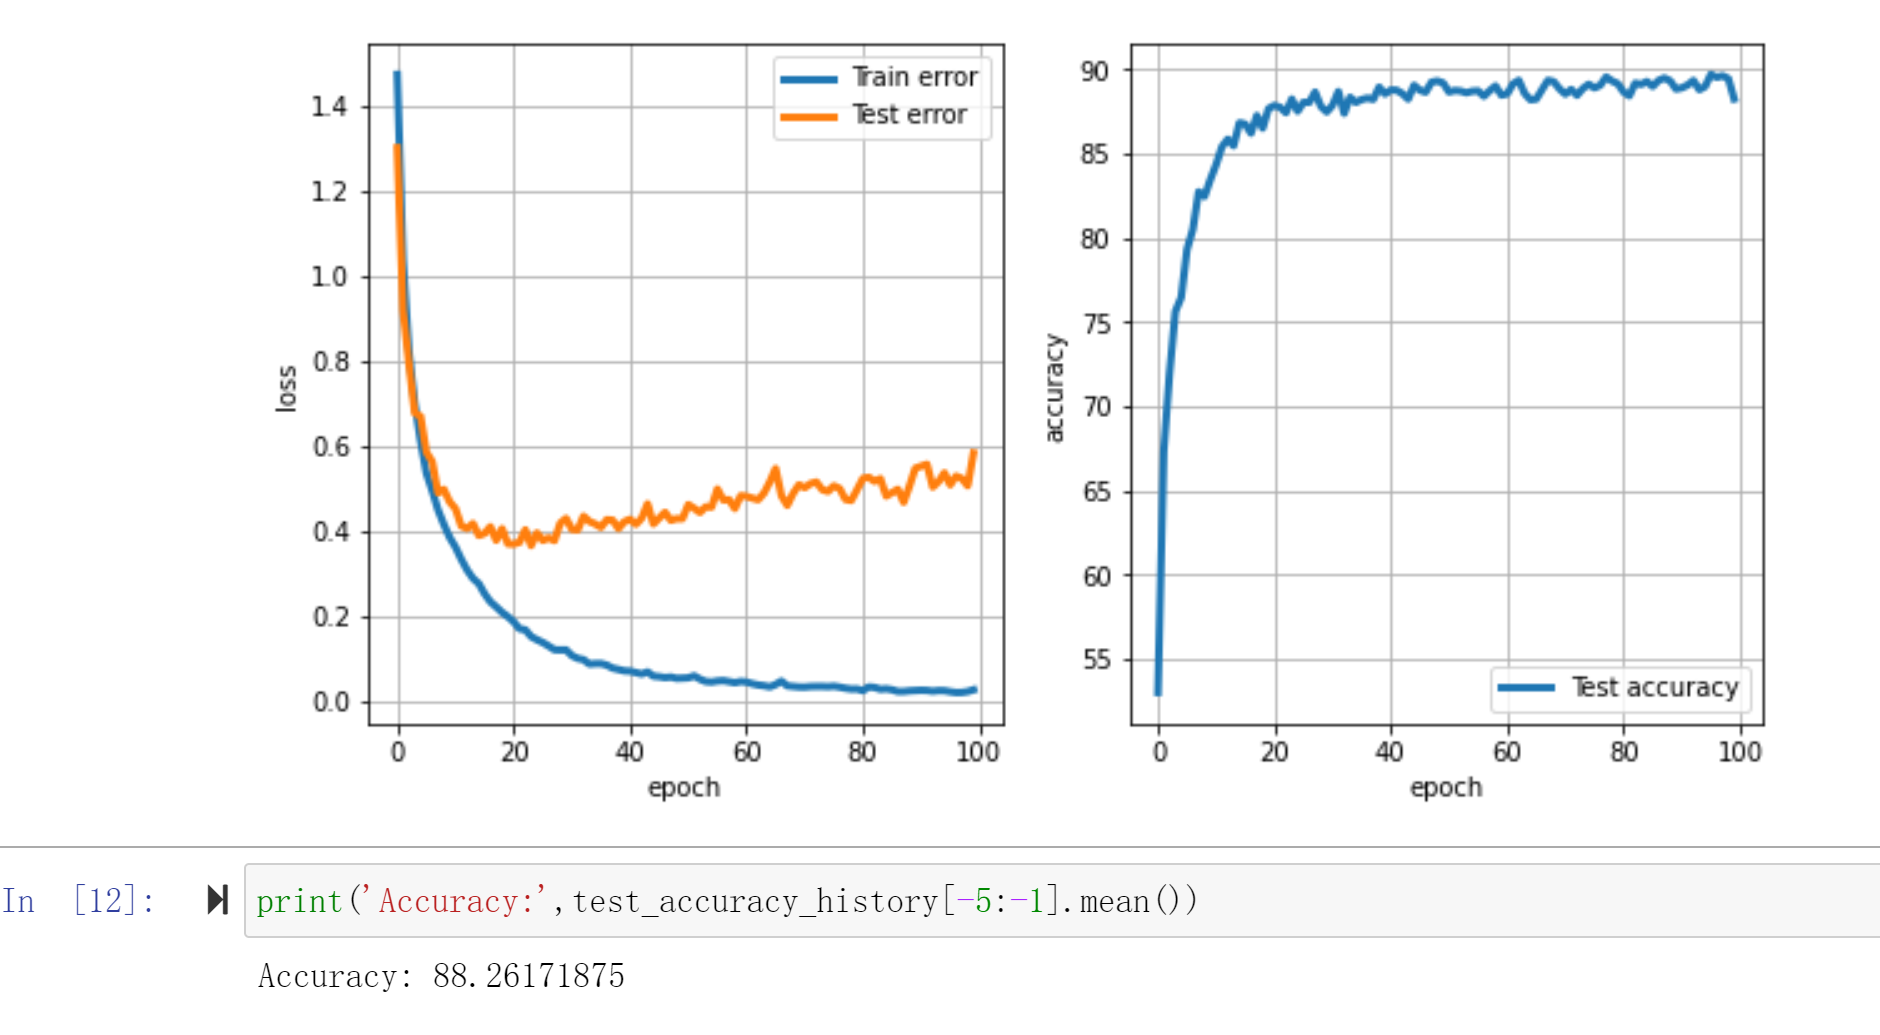 Train error
Test error
1.4
1.2
1.0
0.8
0.6
0.4
0.2
0.0
loss
0 20 40 60 80 100
epoch
90
85
80
75
70
65
60
55
accuracy
Test accuracy
0 20 40 60 80 100
epoch
In [12]:
print('Accuracy:',test_accuracy_history[-5:-1].mean())
Accuracy: 88.26171875